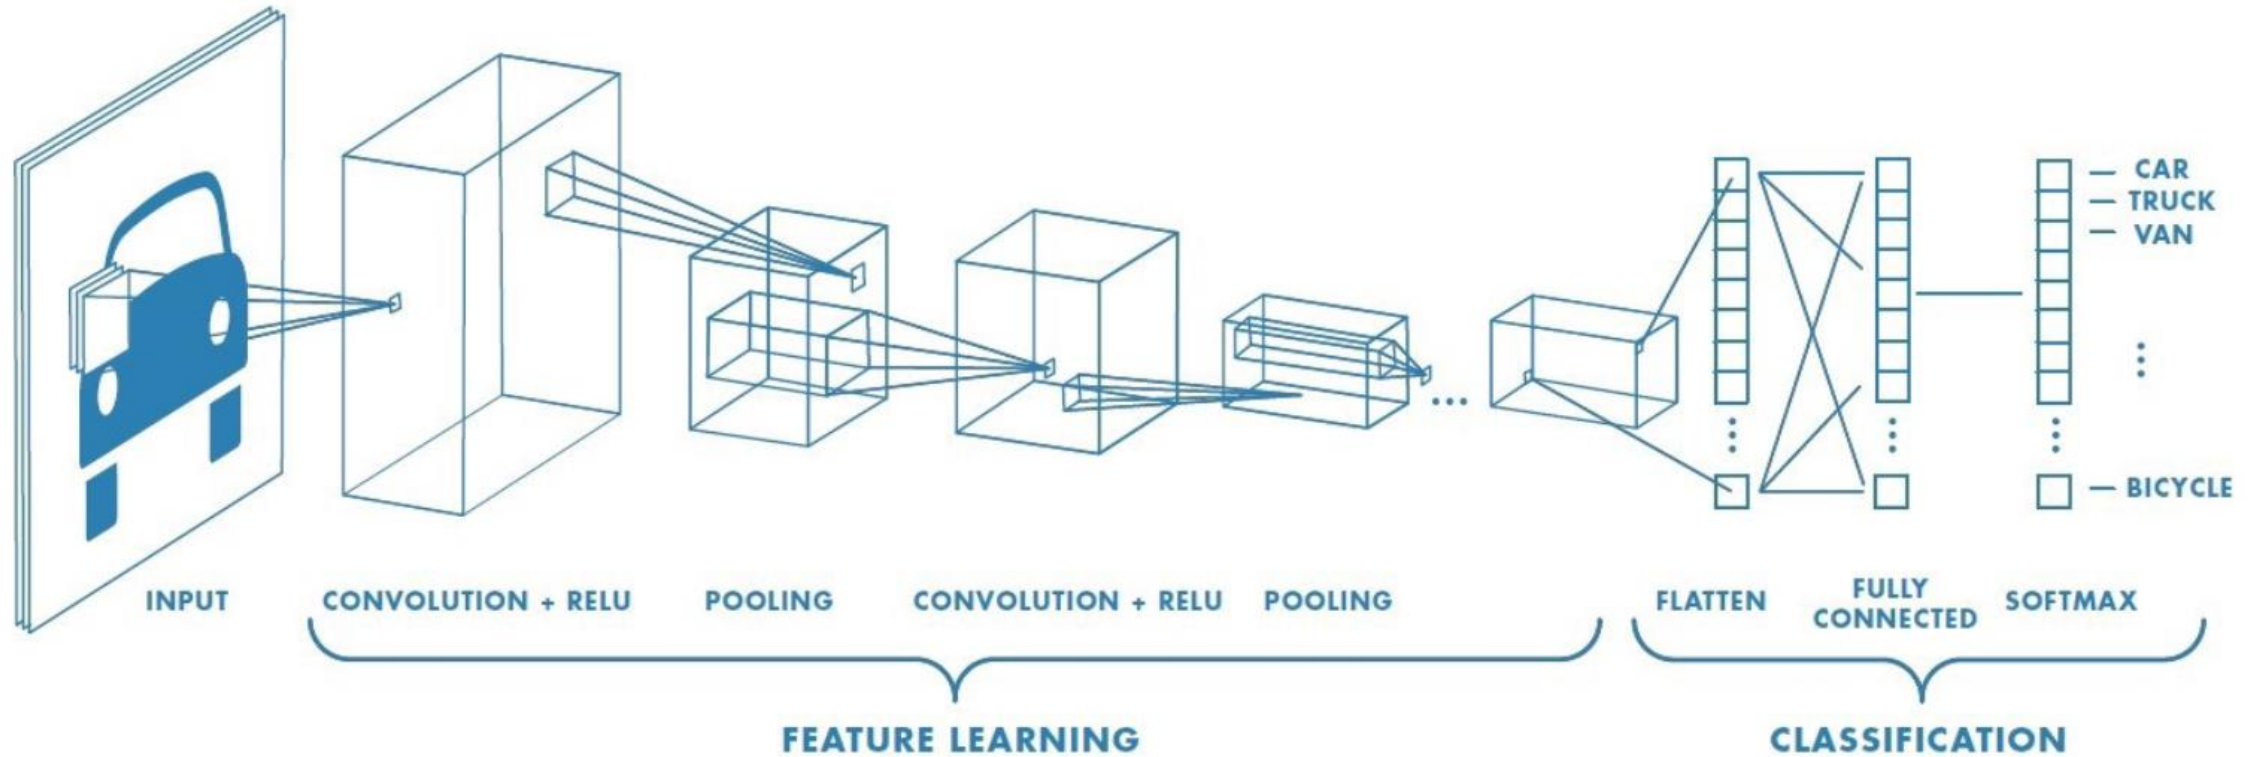 CAR
TRUCK
VAN
BICYCLE
INPUT
CONVOLUTION + RELU
POOLING
CONVOLUTION + RELU
POOLING
FLATTEN
FULLY
CONNECTED
SOFTMAX
FEATURE LEARNING
CLASSIFICATION